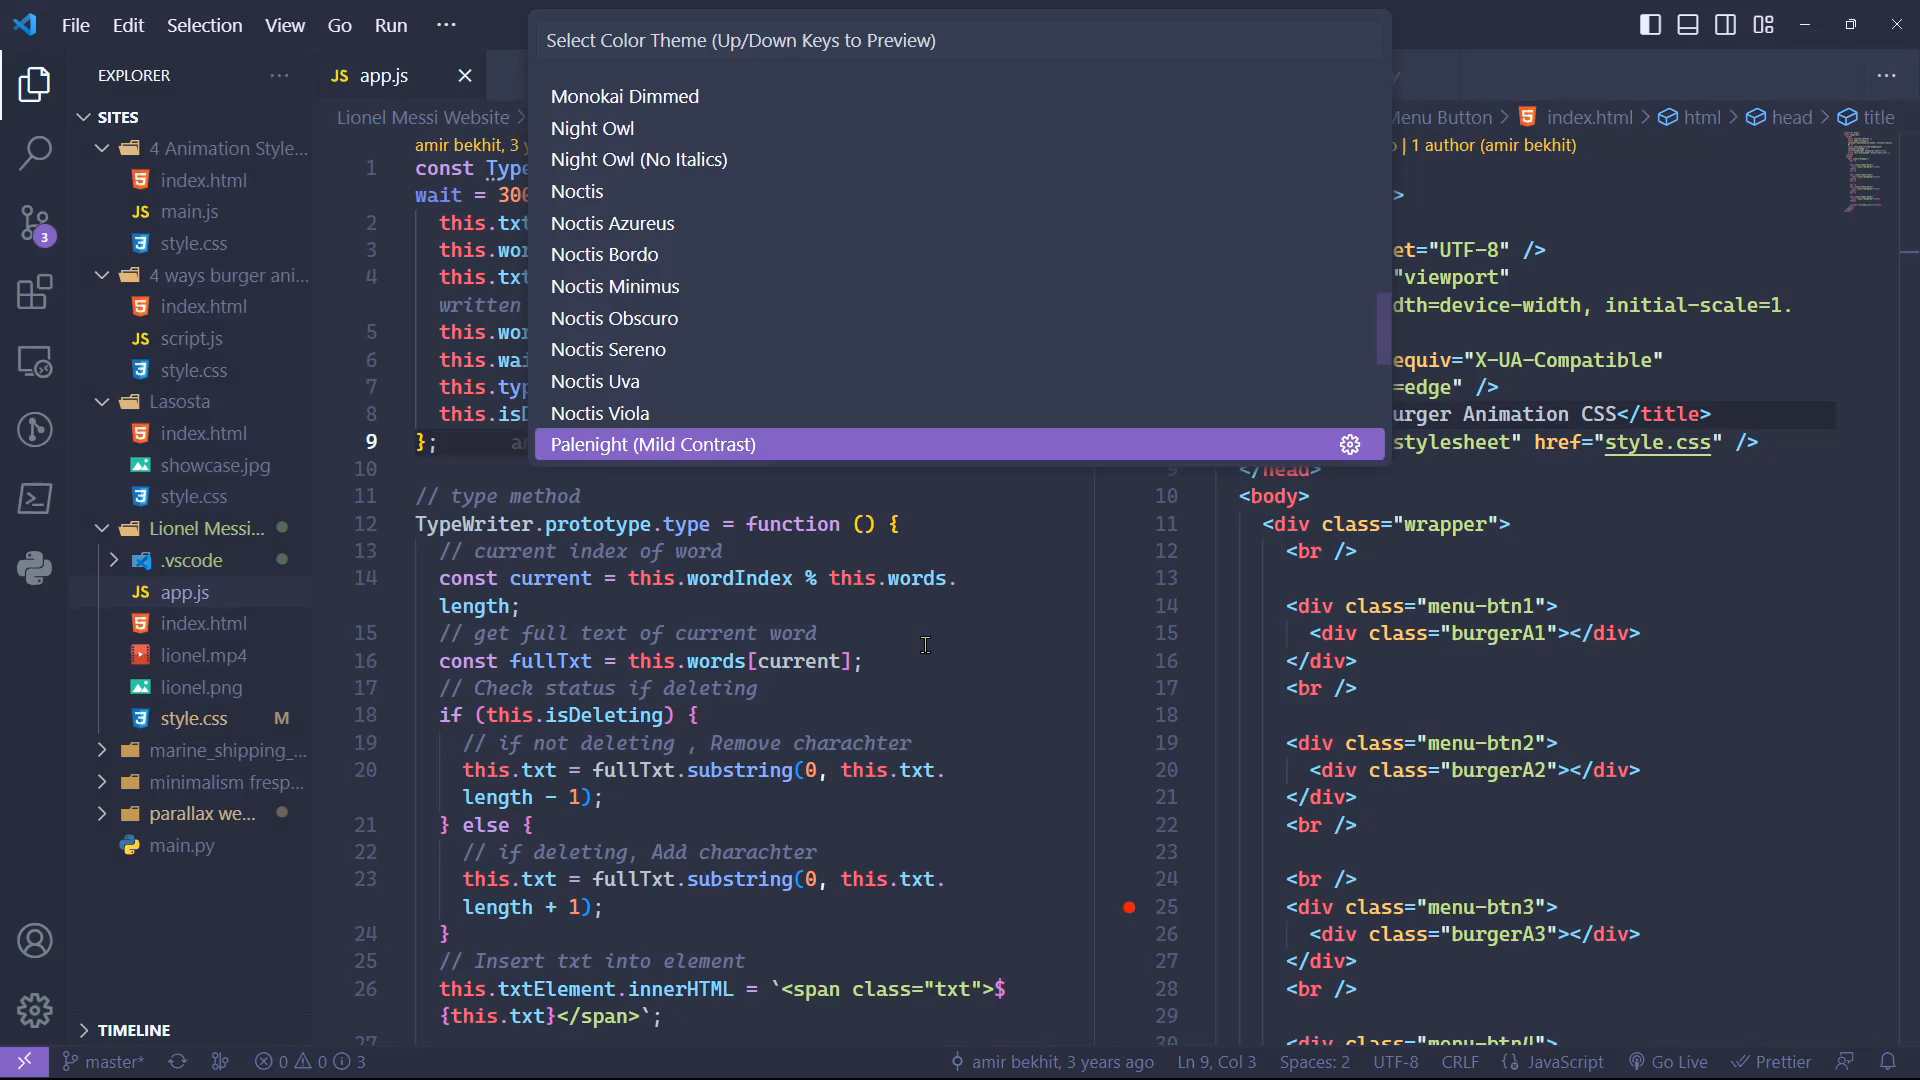 File Edit Selection View Go Run ···
Select Color Theme (Up/Down Keys to Preview)
Monokai Dimmed
Night Owl
Night Owl (No Italics)
Noctis
Noctis Azureus
Noctis Bordo
Noctis Minimus
Noctis Obscuro
Noctis Sereno
Noctis Uva
Noctis Viola
Palenight (Mild Contrast)
EXPLORER ···
SITES
4 Animation Style...
index.html
JS main.js
style.css
4 ways burger ani...
index.html
JS script.js
style.css
Lasosta
index.html
showcase.jpg
style.css
Lionel Messi...
.vscode
JS app.js
index.html
lionel.mp4
lionel.png
style.css M
marine_shipping_...
minimalism fresp...
parallax we...
main.py
TIMELINE
3
JS app.js
Lionel Messi Website >
amir bekhit, 3
1 const Type
wait = 300
2 this.txt
3 this.wor
4 this.txt
written
5 this.wor
6 this.wai
7 this.typ
8 this.isD
9 };
10
11 // type method
12 TypeWriter.prototype.type = function () {
13 // current index of word
14 const current = this.wordIndex % this.words.
length;
15 // get full text of current word
16 const fullTxt = this.words[current];
17 // Check status if deleting
18 if (this.isDeleting) {
19 // if not deleting , Remove charachter
20 this.txt = fullTxt.substring(0, this.txt.
length - 1);
21 } else {
22 // if deleting, Add charachter
23 this.txt = fullTxt.substring(0, this.txt.
length + 1);
24 }
25 // Insert txt into element
26 this.txtElement.innerHTML = `<span class="txt">$
{this.txt}</span>`;
27
···
Menu Button > index.html > html > head > title
| 1 author (amir bekhit)
>
et="UTF-8" />
"viewport"
dth=device-width, initial-scale=1.
equiv="X-UA-Compatible"
=edge" />
urger Animation CSS</title>
stylesheet" href="style.css" />
9 </head>
10 <body>
11 <div class="wrapper">
12 <br />
13
14 <div class="menu-btn1">
15 <div class="burgerA1"></div>
16 </div>
17 <br />
18
19 <div class="menu-btn2">
20 <div class="burgerA2"></div>
21 </div>
22 <br />
23
24 <br />
25 <div class="menu-btn3">
26 <div class="burgerA3"></div>
27 </div>
28 <br />
29
30 <div class="menu-btn4">
master* 0 0 3 amir bekhit, 3 years ago Ln 9, Col 3 Spaces: 2 UTF-8 CRLF {} JavaScript Go Live Prettier